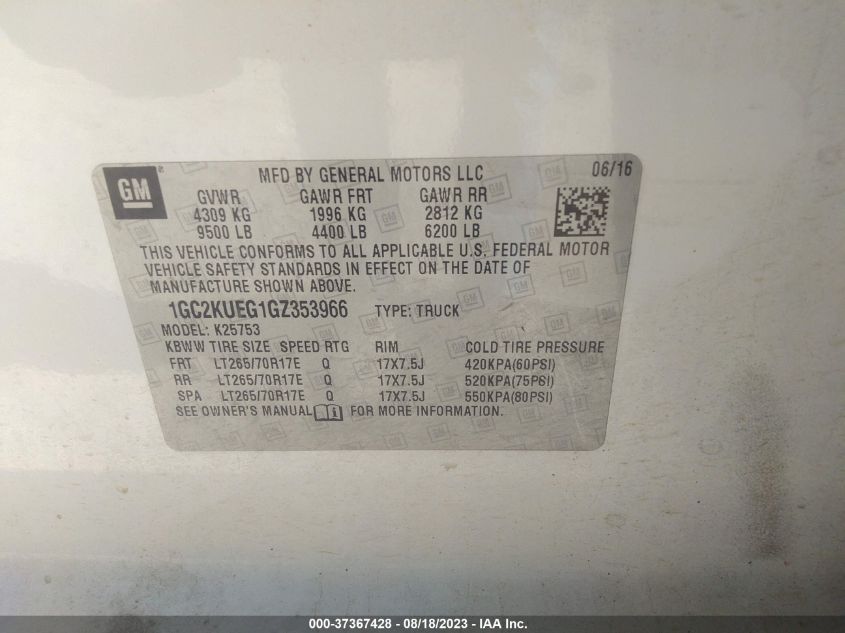 GM
MFD BY GENERAL MOTORS LLC 06/16
GVWR GAWR FRT GAWR RR
4309 KG 1996 KG 2812 KG
9500 LB 4400 LB 6200 LB
THIS VEHICLE CONFORMS TO ALL APPLICABLE U.S. FEDERAL MOTOR
VEHICLE SAFETY STANDARDS IN EFFECT ON THE DATE OF
MANUFACTURE SHOWN ABOVE.
1GC2KUEG1GZ353966 TYPE: TRUCK
MODEL: K25753
KBWW TIRE SIZE SPEED RTG RIM COLD TIRE PRESSURE
FRT LT265/70R17E Q 17X7.5J 420KPA(60PSI)
RR LT265/70R17E Q 17X7.5J 520KPA(75PSI)
SPA LT265/70R17E Q 17X7.5J 550KPA(80PSI)
SEE OWNER'S MANUAL FOR MORE INFORMATION.
000-37367428 - 08/18/2023 - IAA Inc.